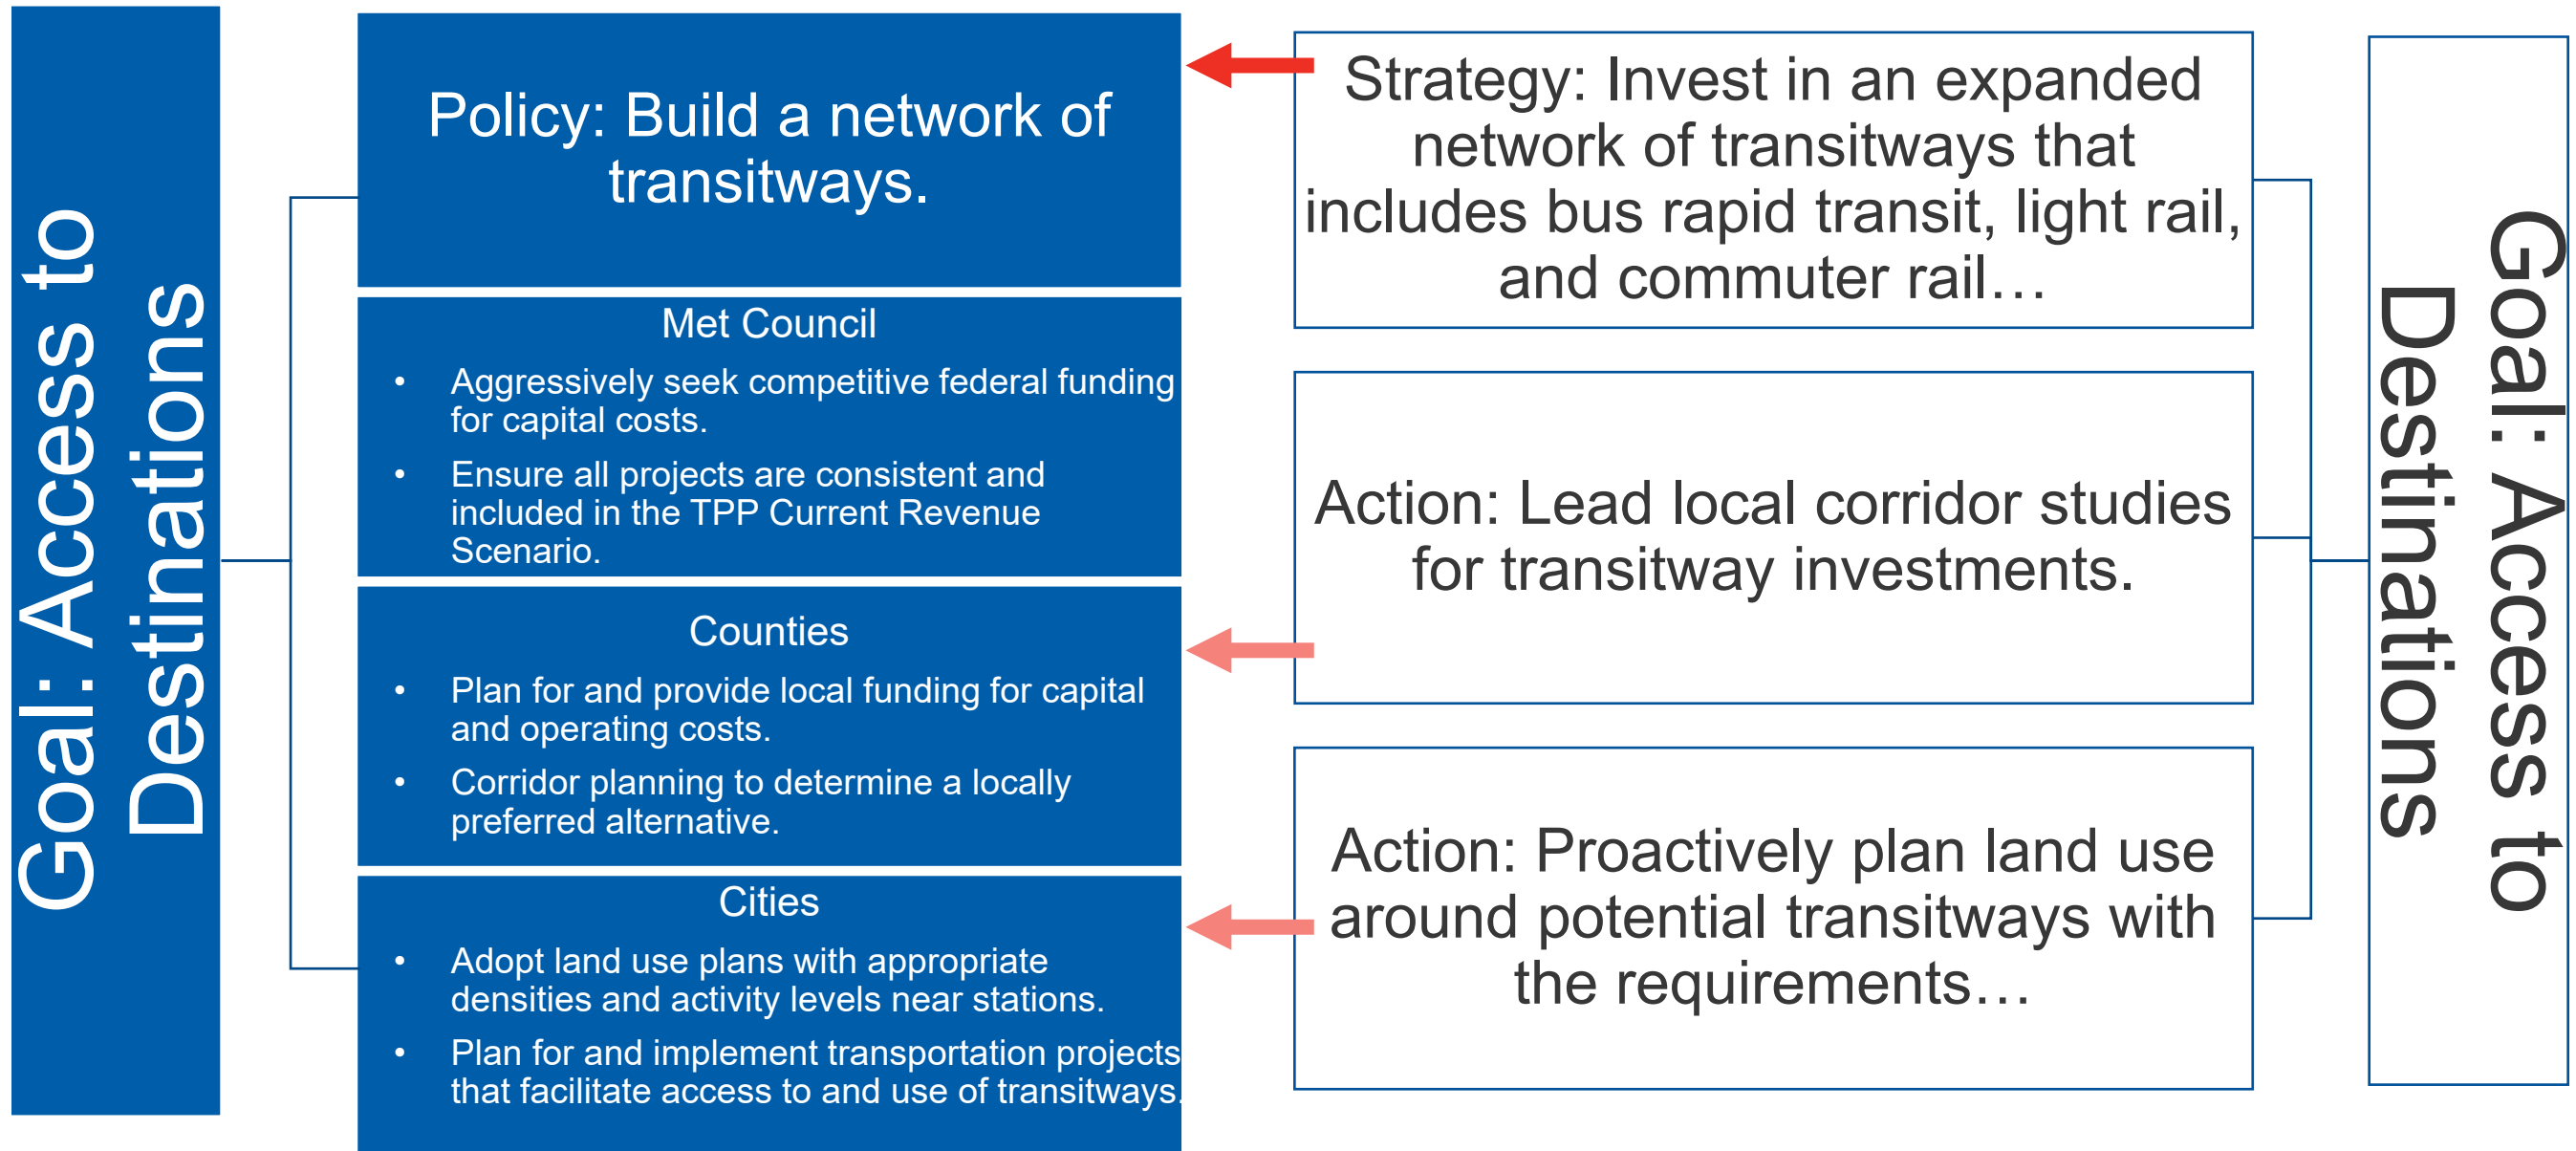 Goal: Access to
Destinations
Policy: Build a network of
transitways.
Met Council
• Aggressively seek competitive federal funding
for capital costs.
• Ensure all projects are consistent and
included in the TPP Current Revenue
Scenario.
Counties
• Plan for and provide local funding for capital
and operating costs.
• Corridor planning to determine a locally
preferred alternative.
Cities
• Adopt land use plans with appropriate
densities and activity levels near stations.
• Plan for and implement transportation projects
that facilitate access to and use of transitways.
Strategy: Invest in an expanded
network of transitways that
includes bus rapid transit, light rail,
and commuter rail…
Action: Lead local corridor studies
for transitway investments.
Action: Proactively plan land use
around potential transitways with
the requirements…
Goal: Access to
Destinations